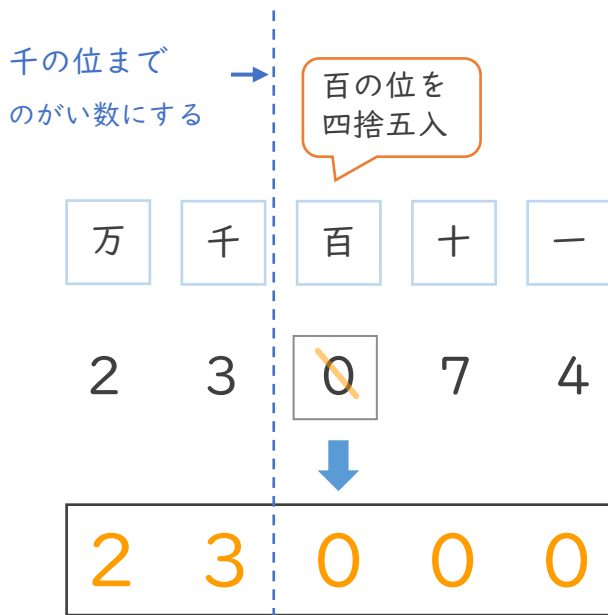 千の位まで
のがい数にする
百の位を
四捨五入
万 千 百 十 一
2 3 0 7 4
2 3 0 0 0